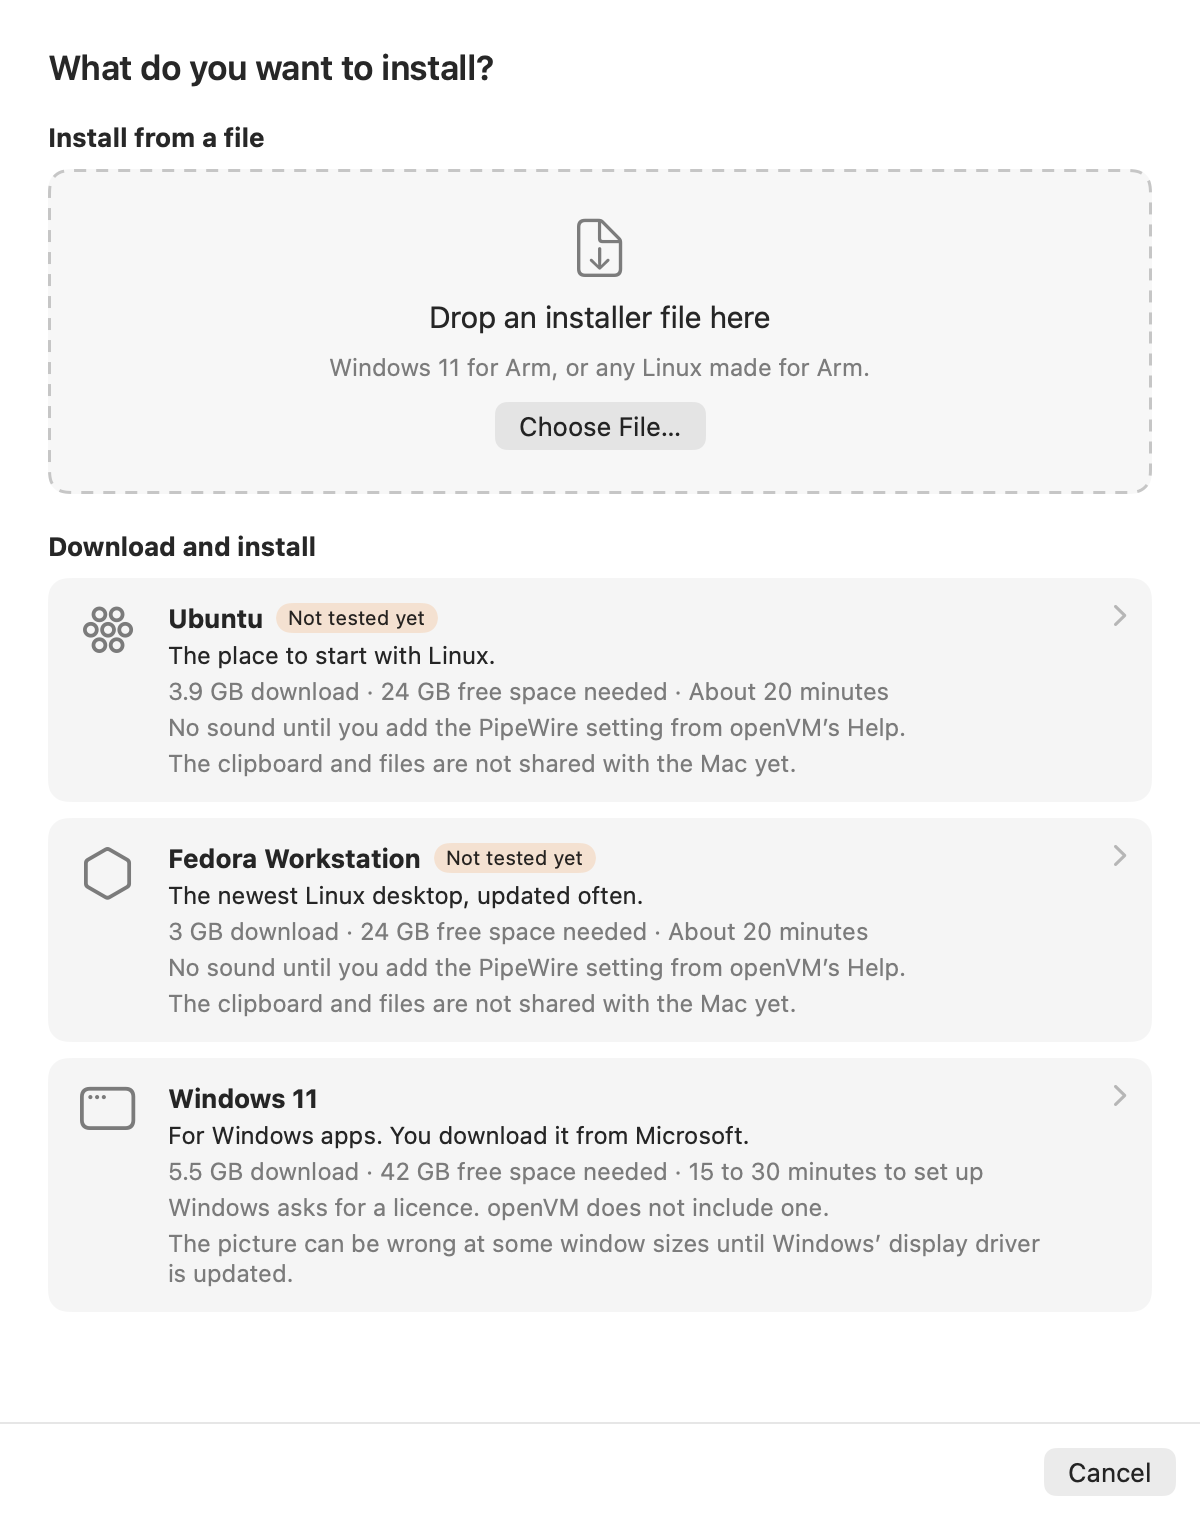 What do you want to install?
Install from a file
Drop an installer file here
Windows 11 for Arm, or any Linux made for Arm.
Choose File...
Download and install
Ubuntu Not tested yet
The place to start with Linux.
3.9 GB download · 24 GB free space needed · About 20 minutes
No sound until you add the PipeWire setting from openVM’s Help.
The clipboard and files are not shared with the Mac yet.
Fedora Workstation Not tested yet
The newest Linux desktop, updated often.
3 GB download · 24 GB free space needed · About 20 minutes
No sound until you add the PipeWire setting from openVM’s Help.
The clipboard and files are not shared with the Mac yet.
Windows 11
For Windows apps. You download it from Microsoft.
5.5 GB download · 42 GB free space needed · 15 to 30 minutes to set up
Windows asks for a licence. openVM does not include one.
The picture can be wrong at some window sizes until Windows’ display driver
is updated.
Cancel